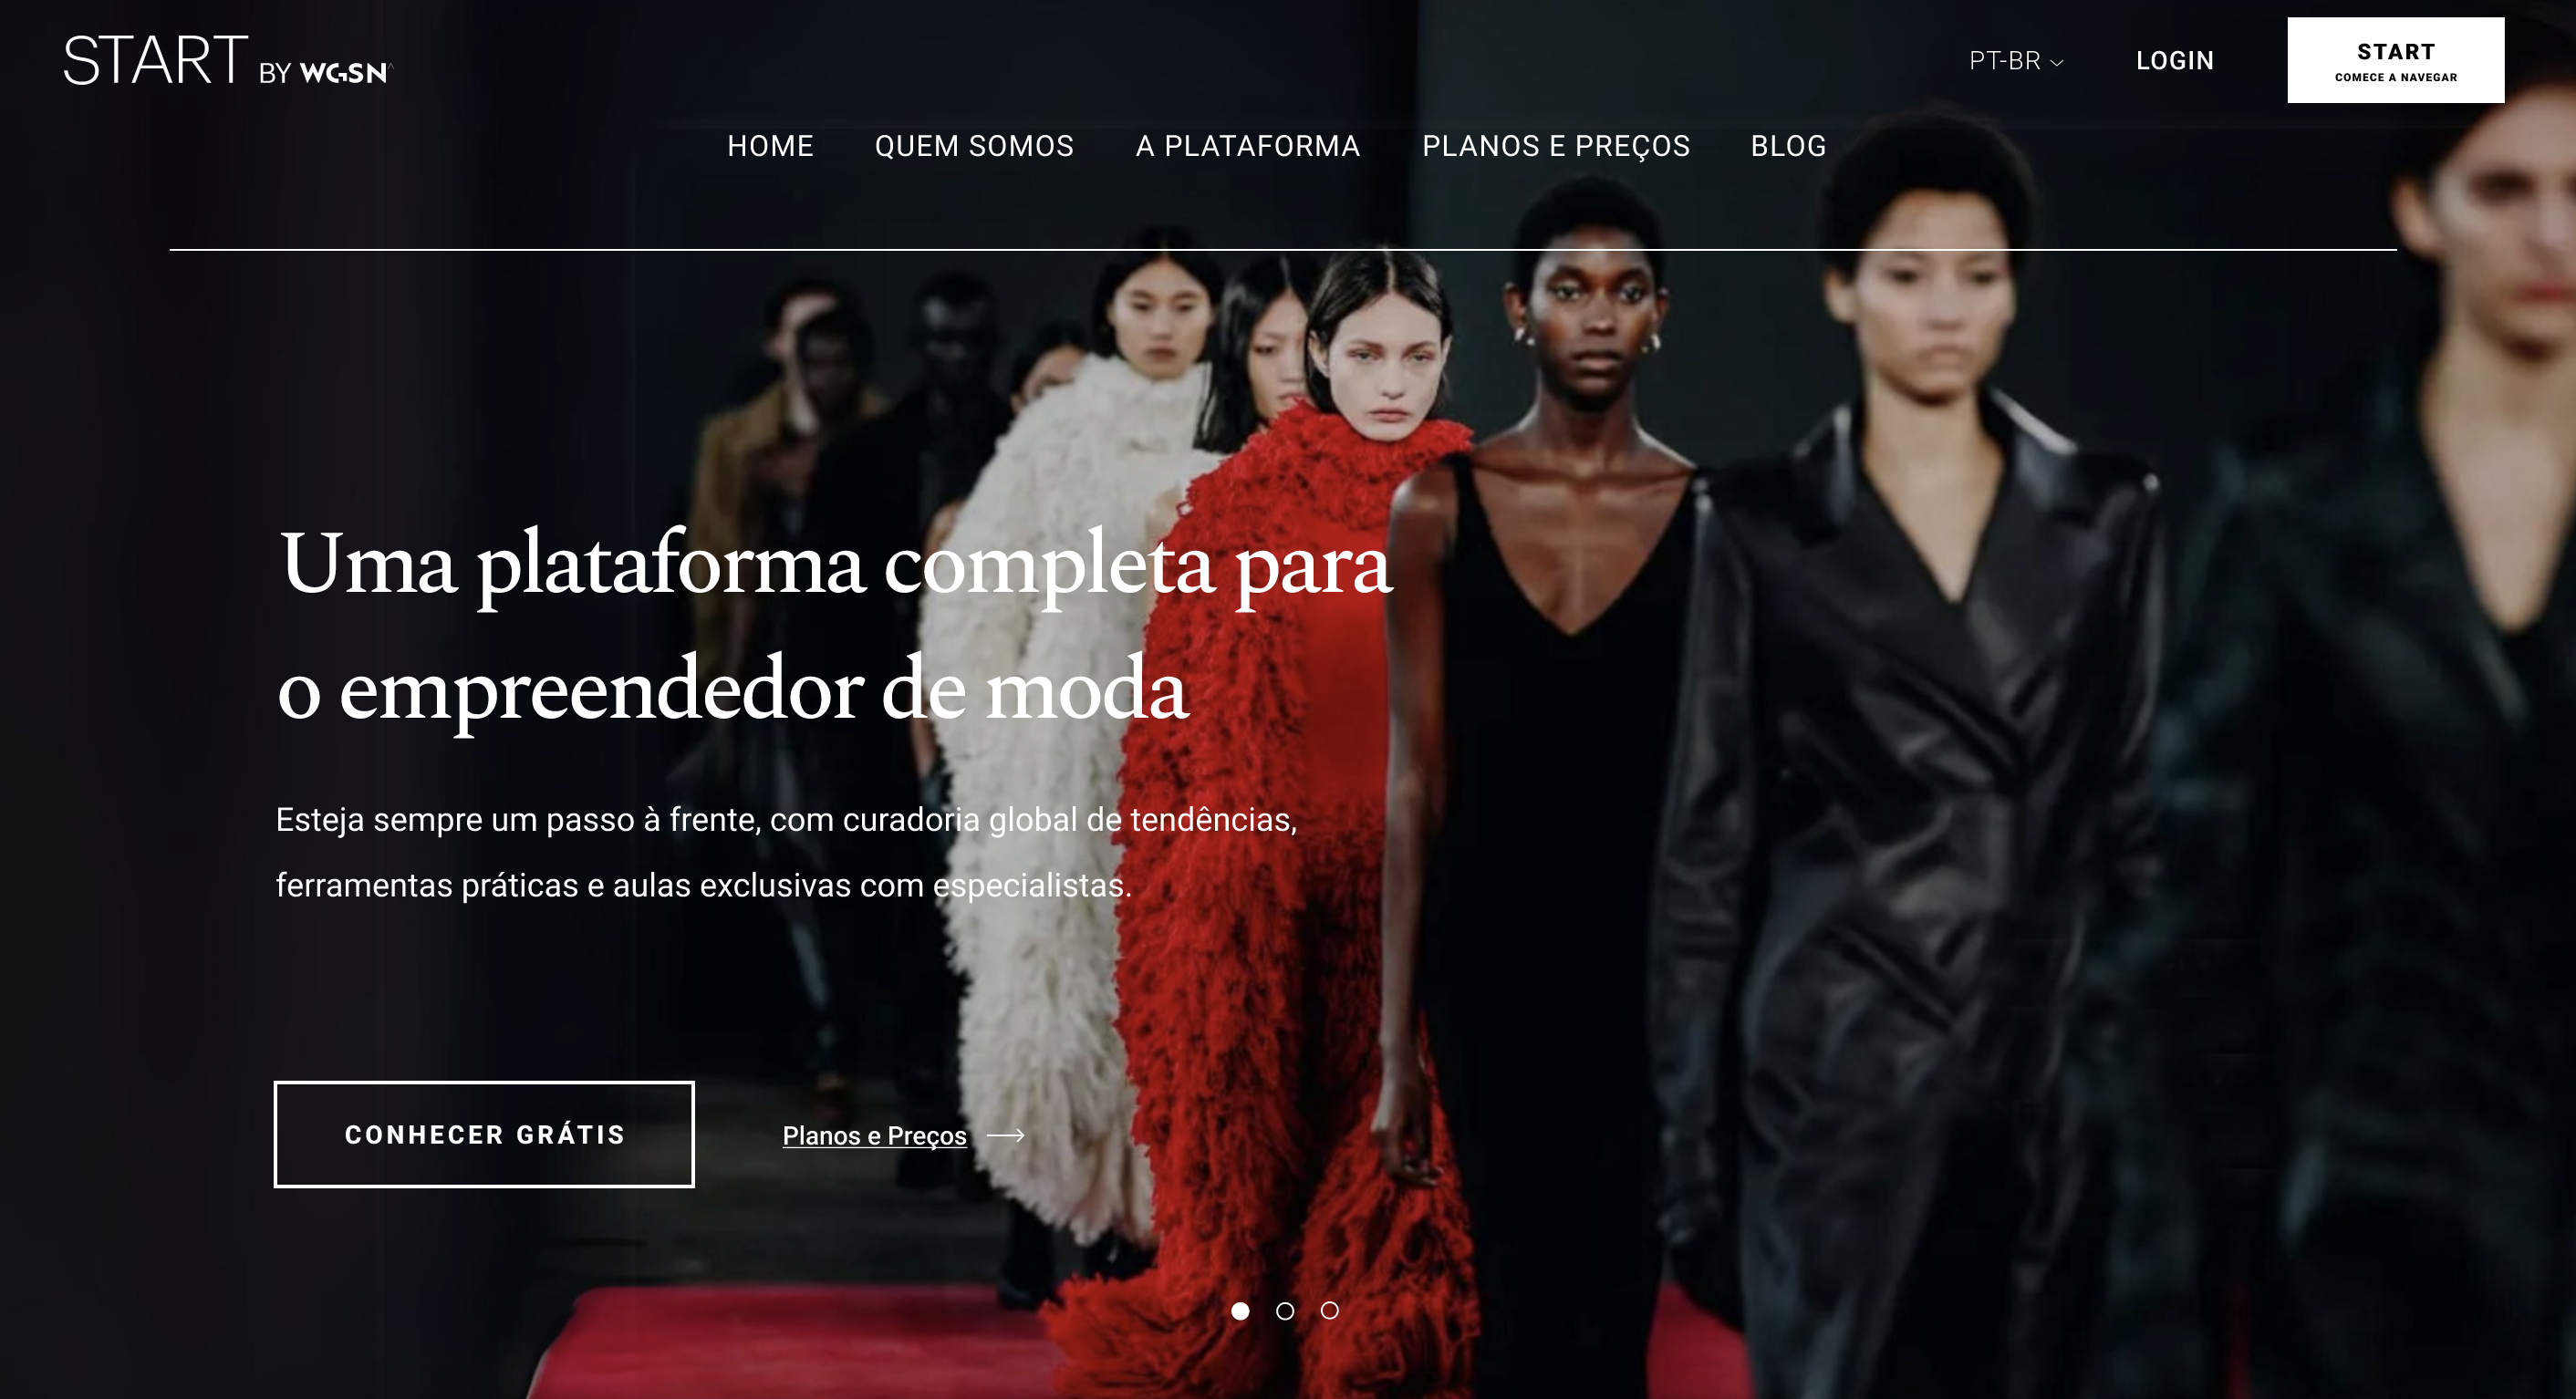 START BY WGSN
PT-BR
LOGIN
START
COMECE A NAVEGAR
HOME
QUEM SOMOS
A PLATAFORMA
PLANOS E PREÇOS
BLOG
Uma plataforma completa para
o empreendedor de moda
Esteja sempre um passo à frente, com curadoria global de tendências,
ferramentas práticas e aulas exclusivas com especialistas.
CONHECER GRÁTIS
Planos e Preços